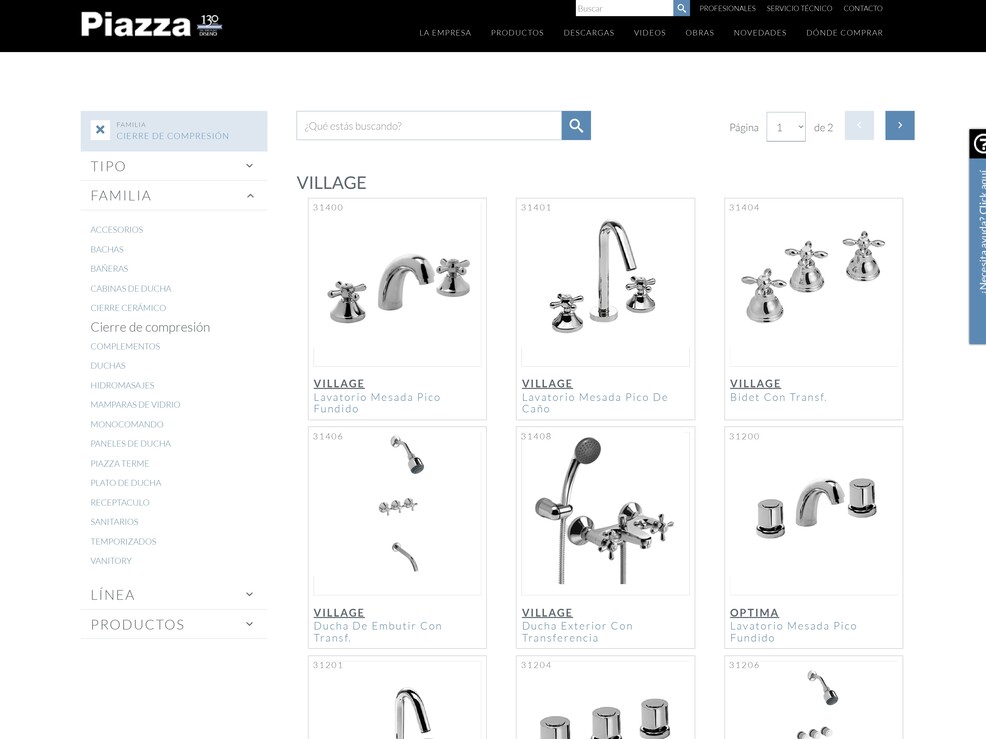 Piazza
130
Buscar
PROFESIONALES
SERVICIO TÉCNICO
CONTACTO
LA EMPRESA
PRODUCTOS
DESCARGAS
VIDEOS
OBRAS
NOVEDADES
DÓNDE COMPRAR
FAMILIA
CIERRE DE COMPRESIÓN
TIPO
FAMILIA
ACCESORIOS
BACHAS
BAÑERAS
CABINAS DE DUCHA
CIERRE CERÁMICO
Cierre de compresión
COMPLEMENTOS
DUCHAS
HIDROMASAJES
MAMPARAS DE VIDRIO
MONOCOMANDO
PANELES DE DUCHA
PIAZZA TERME
PLATO DE DUCHA
RECEPTACULO
SANITARIOS
TEMPORIZADOS
VANITORY
LÍNEA
PRODUCTOS
¿Qué estás buscando?
Página 1 de 2
VILLAGE
31400
VILLAGE
Lavatorio Mesada Pico
Fundido
31401
VILLAGE
Lavatorio Mesada Pico De
Caño
31404
VILLAGE
Bidet Con Transf.
31406
VILLAGE
Ducha De Embutir Con
Transf.
31408
VILLAGE
Ducha Exterior Con
Transferencia
31200
OPTIMA
Lavatorio Mesada Pico
Fundido
31201
31204
31206
¿Necesita ayuda? Click aquí